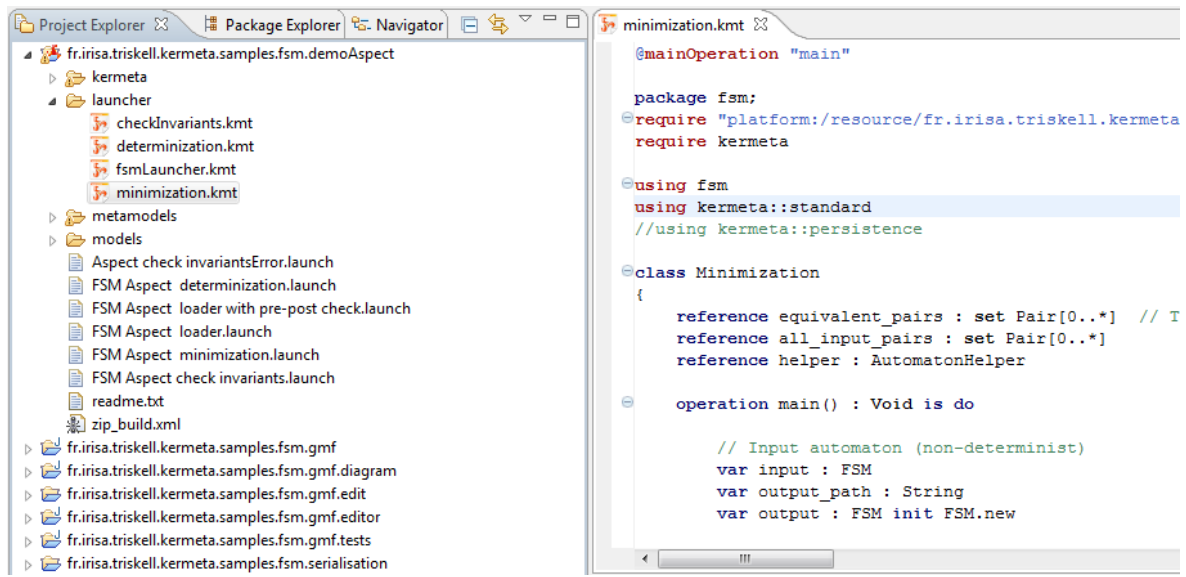 Project Explorer Package Explorer Navigator
fr.irisa.triskell.kermeta.samples.fsm.demoAspect
kermeta
launcher
checkInvariants.kmt
determinization.kmt
fsmLauncher.kmt
minimization.kmt
metamodels
models
Aspect check invariantsError.launch
FSM Aspect  determinization.launch
FSM Aspect  loader with pre-post check.launch
FSM Aspect  loader.launch
FSM Aspect  minimization.launch
FSM Aspect check invariants.launch
readme.txt
zip_build.xml
fr.irisa.triskell.kermeta.samples.fsm.gmf
fr.irisa.triskell.kermeta.samples.fsm.gmf.diagram
fr.irisa.triskell.kermeta.samples.fsm.gmf.edit
fr.irisa.triskell.kermeta.samples.fsm.gmf.editor
fr.irisa.triskell.kermeta.samples.fsm.gmf.tests
fr.irisa.triskell.kermeta.samples.fsm.serialisation
minimization.kmt
@mainOperation "main"
package fsm;
require "platform:/resource/fr.irisa.triskell.kermeta
require kermeta
using fsm
using kermeta::standard
//using kermeta::persistence
class Minimization
{
reference equivalent_pairs : set Pair[0..*]  // T
reference all_input_pairs : set Pair[0..*]
reference helper : AutomatonHelper
operation main() : Void is do
// Input automaton (non-determinist)
var input : FSM
var output_path : String
var output : FSM init FSM.new